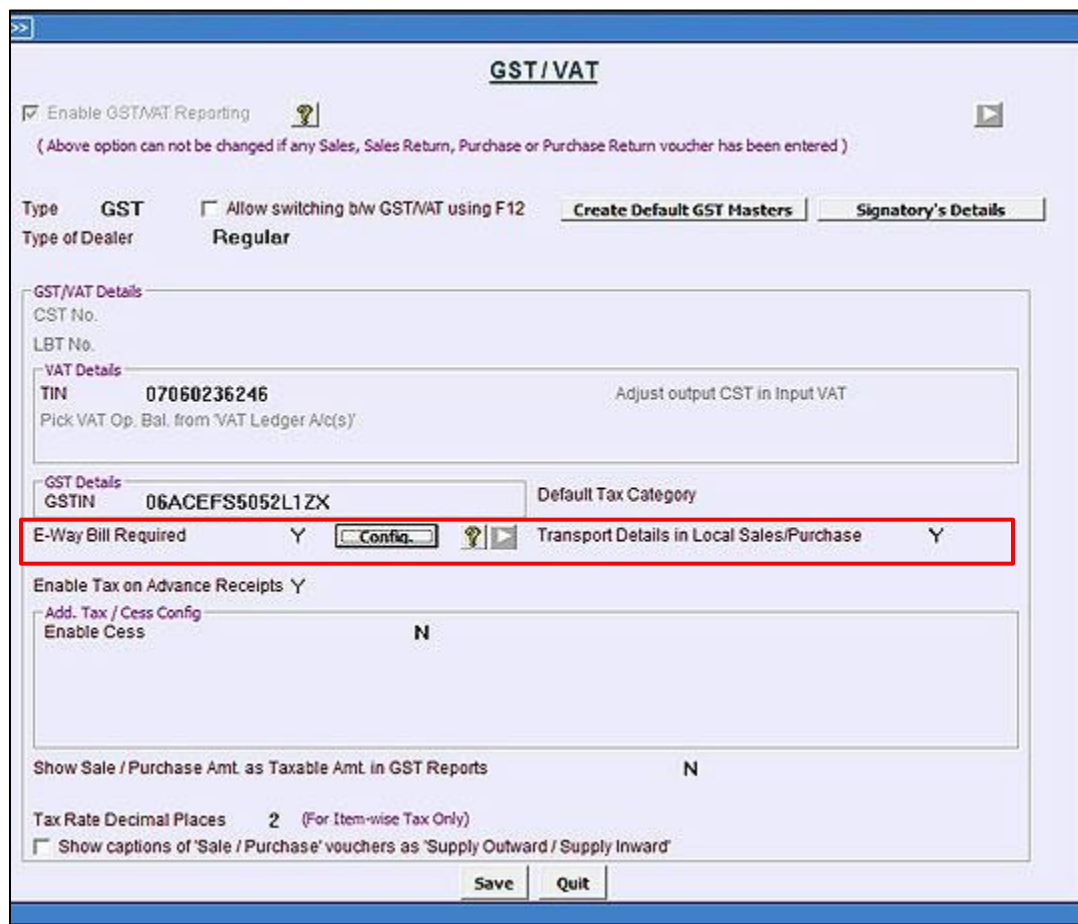 >>
GST / VAT
Enable GST/VAT Reporting ?
( Above option can not be changed if any Sales, Sales Return, Purchase or Purchase Return voucher has been entered )
Type GST Allow switching b/w GST/VAT using F12 Create Default GST Masters Signatory's Details
Type of Dealer Regular
GST/VAT Details
CST No.
LBT No.
VAT Details
TIN 07060236246 Adjust output CST in Input VAT
Pick VAT Op. Bal. from 'VAT Ledger A/c(s)'
GST Details
GSTIN 06ACEFS5052L1ZX Default Tax Category
E-Way Bill Required Y Config. ? Transport Details in Local Sales/Purchase Y
Enable Tax on Advance Receipts Y
Add. Tax / Cess Config
Enable Cess N
Show Sale / Purchase Amt. as Taxable Amt. in GST Reports N
Tax Rate Decimal Places 2 (For Item-wise Tax Only)
Show captions of 'Sale / Purchase' vouchers as 'Supply Outward / Supply Inward'
Save Quit